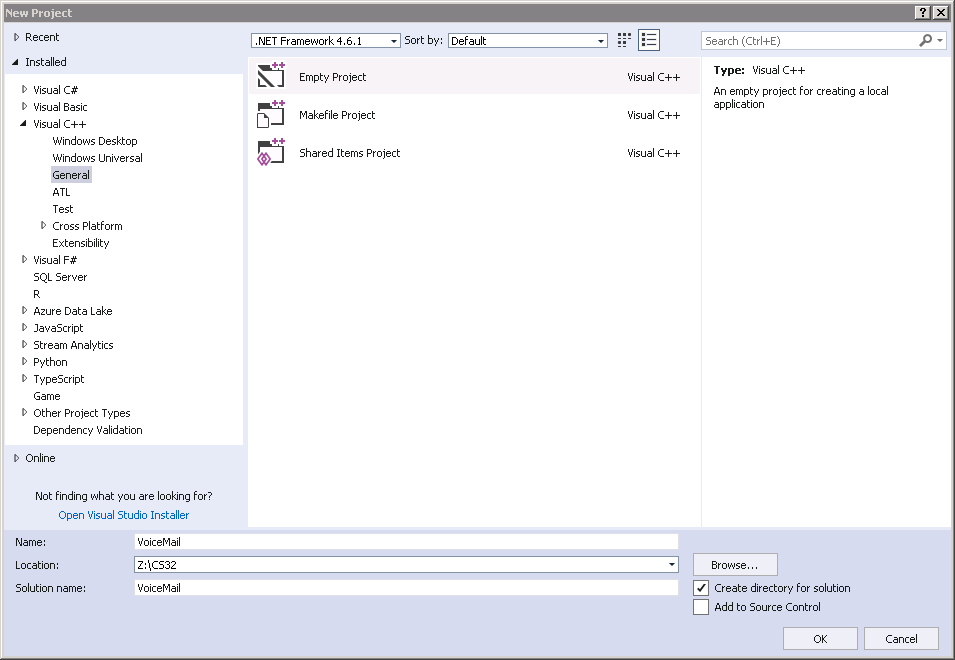 New Project
Recent
.NET Framework 4.6.1 Sort by: Default
Search (Ctrl+E)
Installed
Visual C#
Visual Basic
Visual C++
Windows Desktop
Windows Universal
General
ATL
Test
Cross Platform
Extensibility
Visual F#
SQL Server
R
Azure Data Lake
JavaScript
Stream Analytics
Python
TypeScript
Game
Other Project Types
Dependency Validation
Online
Not finding what you are looking for?
Open Visual Studio Installer
Empty Project Visual C++
Makefile Project Visual C++
Shared Items Project Visual C++
Type: Visual C++
An empty project for creating a local
application
Name: VoiceMail
Location: Z:\CS32 Browse...
Solution name: VoiceMail
Create directory for solution
Add to Source Control
OK Cancel